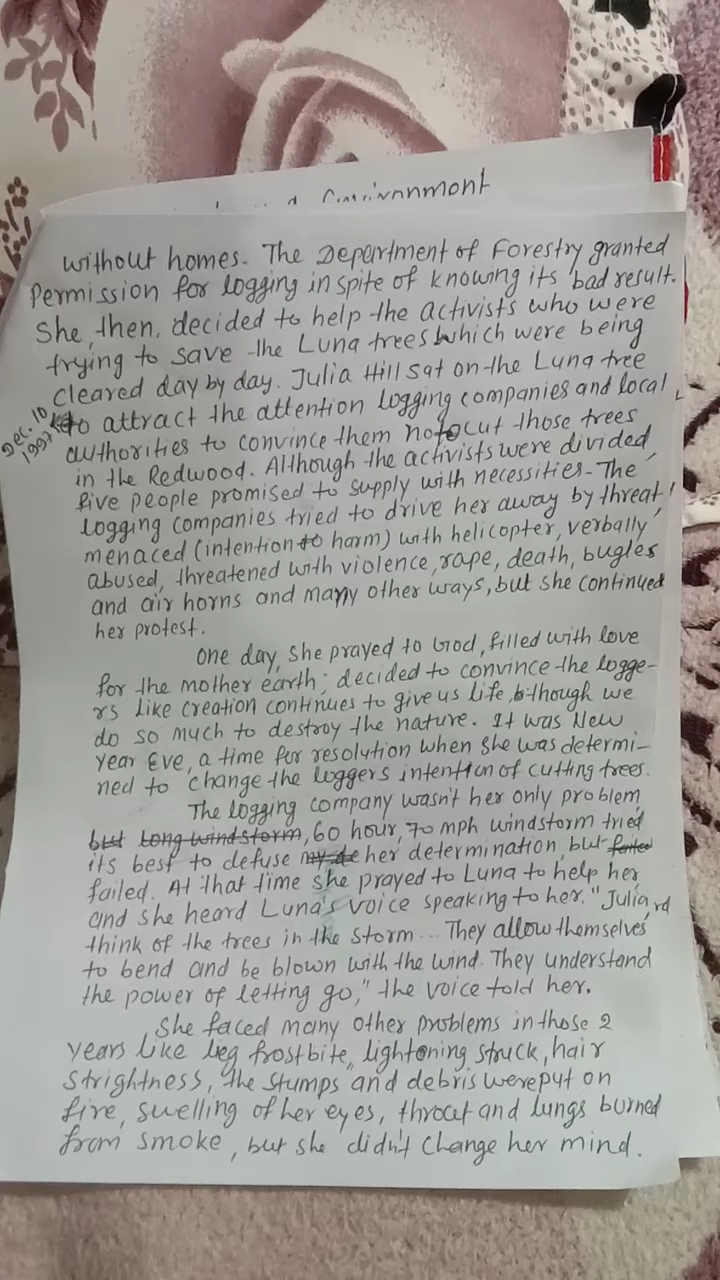 Environment
without homes. The Department of Forestry granted
Permission for logging in spite of knowing its bad result.
She, then, decided to help the activists who were
trying to save the Luna trees which were being
cleared day by day. Julia Hill sat on the Luna tree
Dec. 10 1997 to attract the attention logging companies and local
authorities to convince them noto cut those trees
in the Redwood. Although the activists were divided,
five people promised to supply with necessities. The
logging companies tried to drive her away by threat,
menaced (intention to harm) with helicopter, verbally
abused, threatened with violence, rape, death, bugles
and air horns and many other ways, but she continued
her protest.
One day, she prayed to God, filled with love
for the mother earth; decided to convince the logge-
rs like creation continues to give us life, though we
do so much to destroy the nature. It was New
Year Eve, a time for resolution when she was determi-
ned to change the loggers intention of cutting trees.
The logging company wasn't her only problem,
but long windstorm, 60 hour, 70 mph windstorm tried
its best to defuse her determination, but failed
failed. At that time she prayed to Luna to help her
and she heard Luna's voice speaking to her. "Julia,
think of the trees in the storm... They allow themselves
to bend and be blown with the wind. They understand
the power of letting go," the voice told her.
She faced many other problems in those 2
years like leg frostbite, lightening struck, hair
strightness, the stumps and debris were put on
fire, swelling of her eyes, throat and lungs burned
from smoke, but she didn't change her mind.